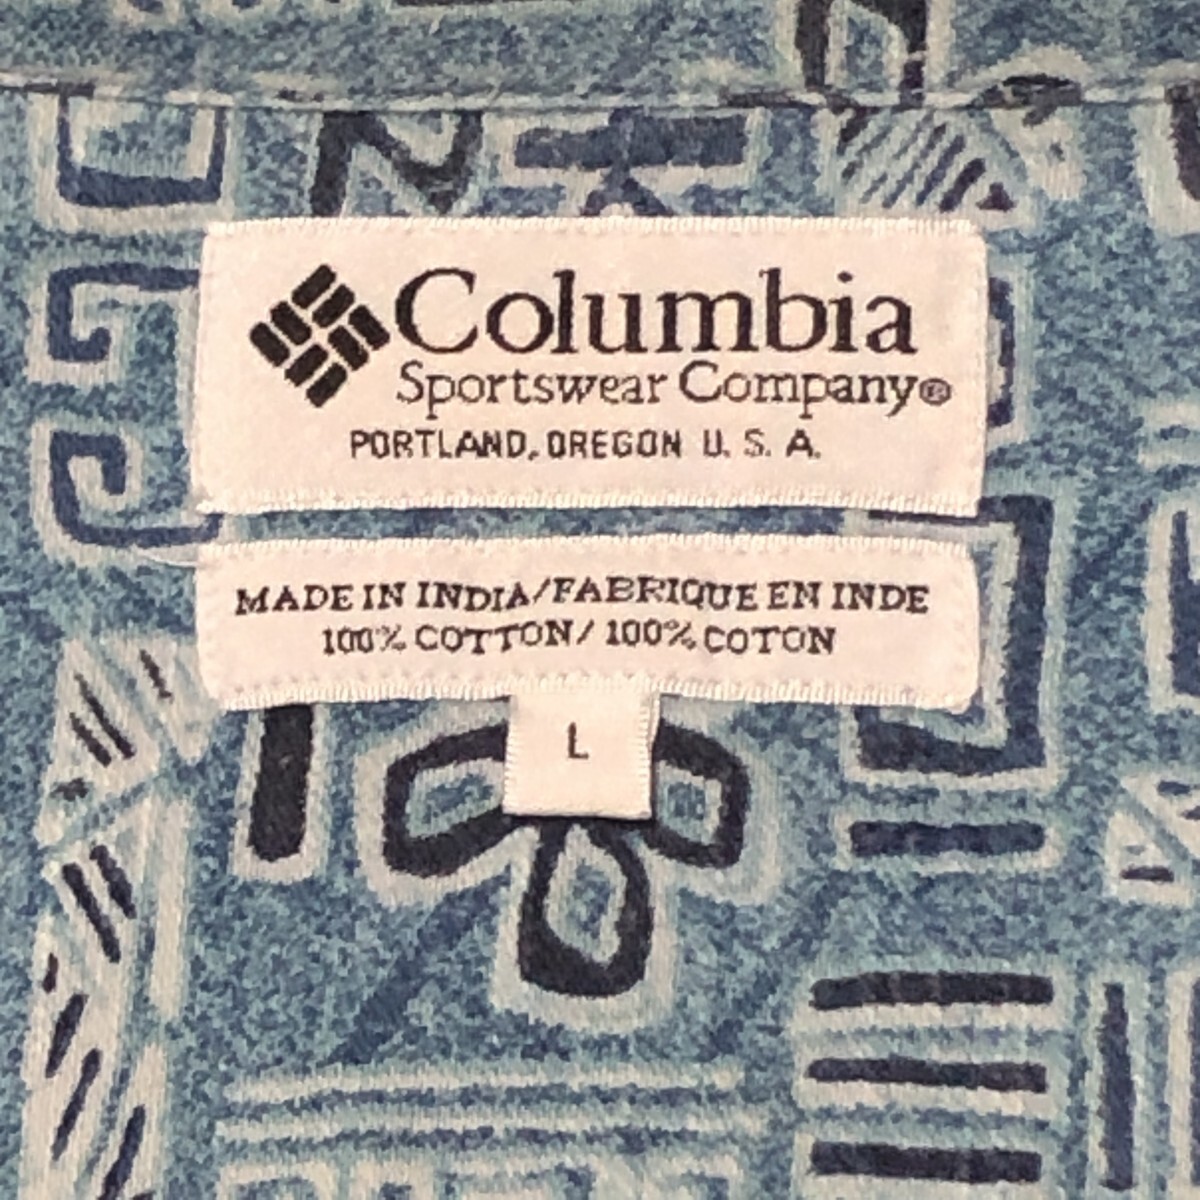 Columbia
Sportswear Company®
PORTLAND, OREGON U. S. A.
MADE IN INDIA/FABRIQUE EN INDE
100% COTTON/ 100% COTON
L